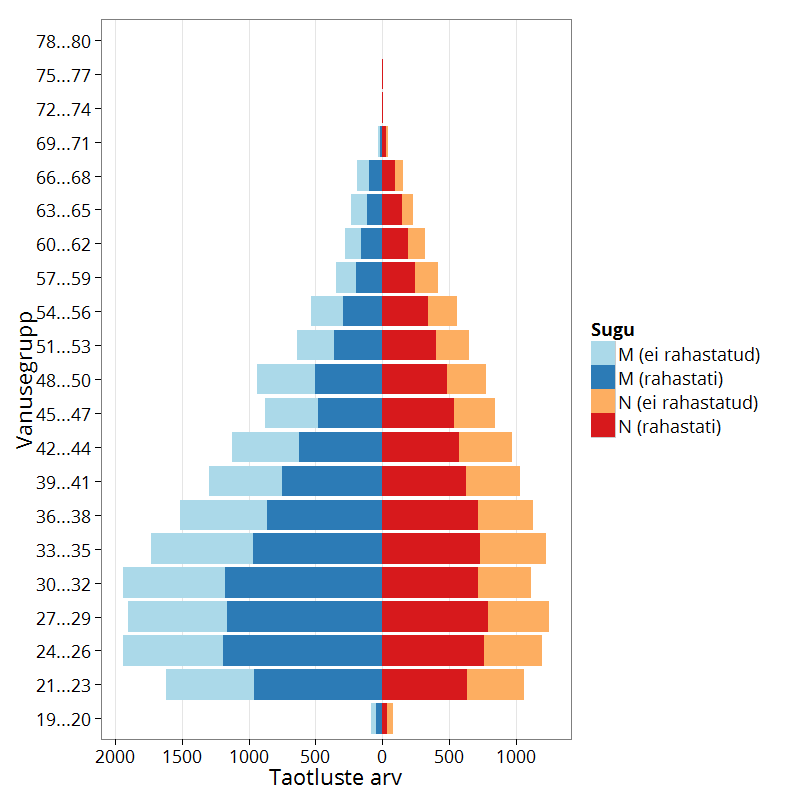 78...80
75...77
72...74
69...71
66...68
63...65
60...62
57...59
54...56
51...53
48...50
45...47
42...44
39...41
36...38
33...35
30...32
27...29
24...26
21...23
19...20
Vanusegrupp
2000 1500 1000 500 0 500 1000
Taotluste arv
Sugu
M (ei rahastatud)
M (rahastati)
N (ei rahastatud)
N (rahastati)